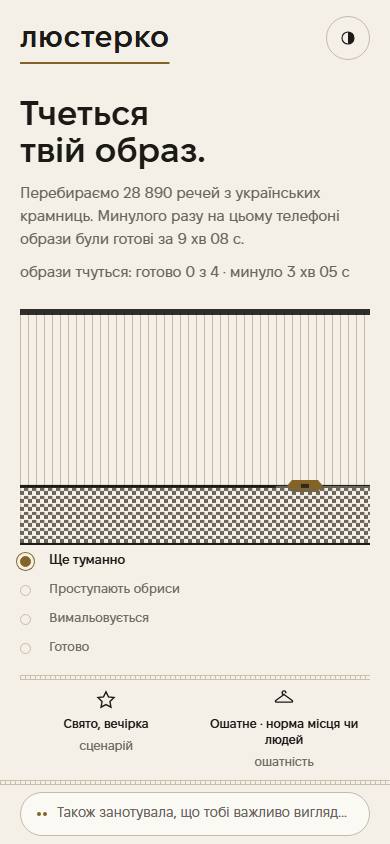 люстерко
Тчеться
твій образ.
Перебираємо 28 890 речей з українських
крамниць. Минулого разу на цьому телефоні
образи були готові за 9 хв 08 с.
образи тчуться: готово 0 з 4 · минуло 3 хв 05 с
Ще туманно
Проступають обриси
Вимальовується
Готово
Свято, вечірка
сценарій
Ошатне · норма місця чи
людей
ошатність
Також занотувала, що тобі важливо вигляд...